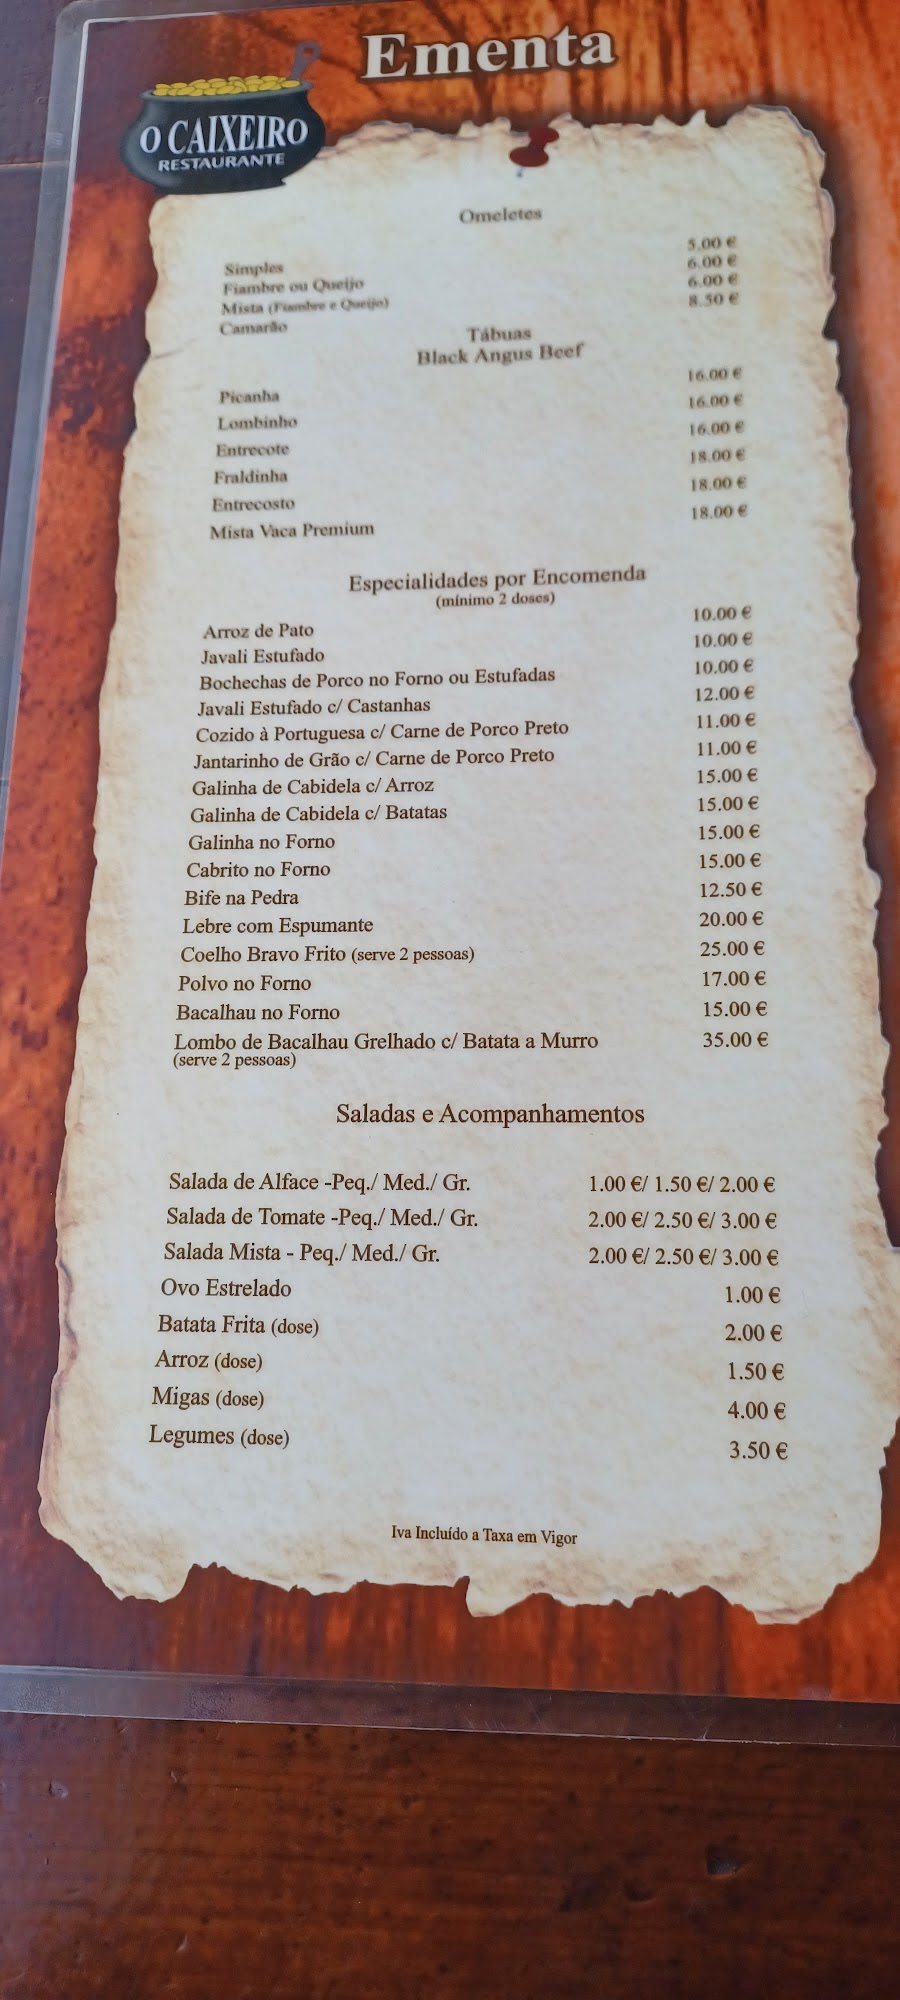 Ementa
O CAIXEIRO
RESTAURANTE
Omeletes
Simples 5.00 €
Fiambre ou Queijo 6.00 €
Mista (Fiambre e Queijo) 6.00 €
Camarão 8.50 €
Tábuas
Black Angus Beef
Picanha 16.00 €
Lombinho 16.00 €
Entrecote 16.00 €
Fraldinha 18.00 €
Entrecosto 18.00 €
Mista Vaca Premium 18.00 €
Especialidades por Encomenda
(mínimo 2 doses)
Arroz de Pato 10.00 €
Javali Estufado 10.00 €
Bochechas de Porco no Forno ou Estufadas 10.00 €
Javali Estufado c/ Castanhas 12.00 €
Cozido à Portuguesa c/ Carne de Porco Preto 11.00 €
Jantarinho de Grão c/ Carne de Porco Preto 11.00 €
Galinha de Cabidela c/ Arroz 15.00 €
Galinha de Cabidela c/ Batatas 15.00 €
Galinha no Forno 15.00 €
Cabrito no Forno 15.00 €
Bife na Pedra 12.50 €
Lebre com Espumante 20.00 €
Coelho Bravo Frito (serve 2 pessoas) 25.00 €
Polvo no Forno 17.00 €
Bacalhau no Forno 15.00 €
Lombo de Bacalhau Grelhado c/ Batata a Murro 35.00 €
(serve 2 pessoas)
Saladas e Acompanhamentos
Salada de Alface -Peq./ Med./ Gr. 1.00 €/ 1.50 €/ 2.00 €
Salada de Tomate -Peq./ Med./ Gr. 2.00 €/ 2.50 €/ 3.00 €
Salada Mista - Peq./ Med./ Gr. 2.00 €/ 2.50 €/ 3.00 €
Ovo Estrelado 1.00 €
Batata Frita (dose) 2.00 €
Arroz (dose) 1.50 €
Migas (dose) 4.00 €
Legumes (dose) 3.50 €
Iva Incluído a Taxa em Vigor